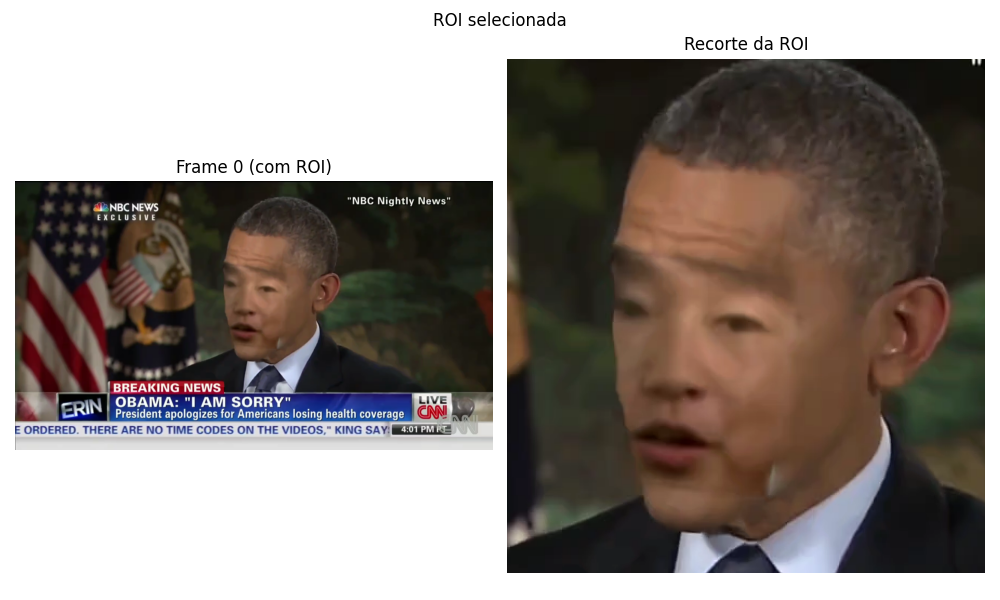 ROI selecionada
Frame 0 (com ROI)
NBC NEWS
EXCLUSIVE
"NBC Nightly News"
BREAKING NEWS
ERIN
OBAMA: "I AM SORRY"
President apologizes for Americans losing health coverage
LIVE
CNN
E ORDERED. THERE ARE NO TIME CODES ON THE VIDEOS," KING SAY
4:01 PM PT
Recorte da ROI